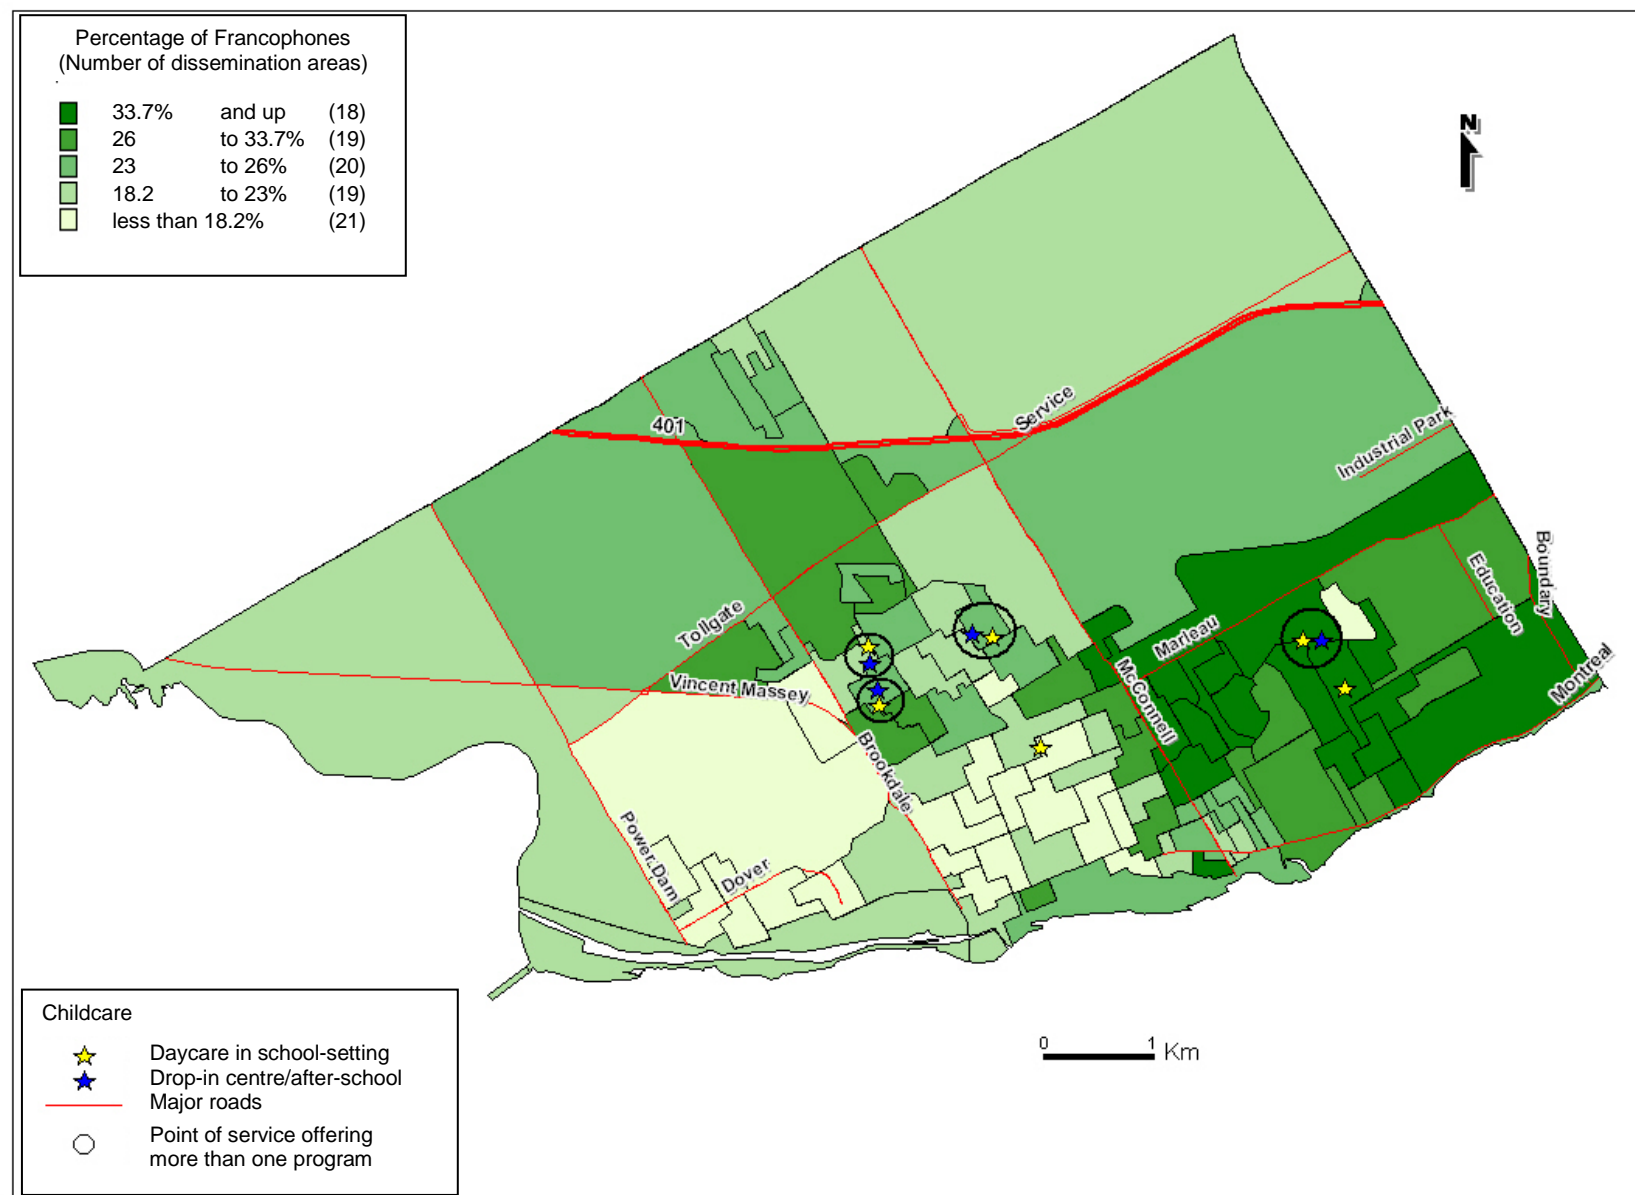 Percentage of Francophones
(Number of dissemination areas)
33.7% and up (18)
26 to 33.7% (19)
23 to 26% (20)
18.2 to 23% (19)
less than 18.2% (21)
N
401
Service
Industrial Park
Boundary
Education
Tollgate
Marleau
McConnell
Montreal
Vincent Massey
Brookdale
Power Dam
Dover
Childcare
Daycare in school-setting
Drop-in centre/after-school
Major roads
Point of service offering
more than one program
0 1 Km